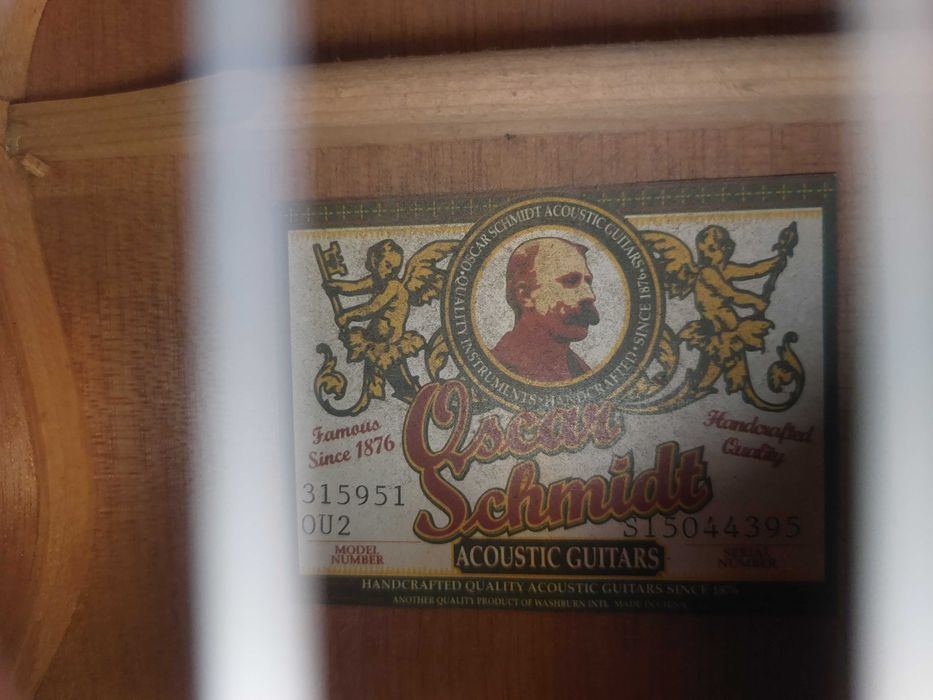 OSCAR SCHMIDT ACOUSTIC GUITARS • SINCE 1876 • HANDCRAFTED • QUALITY INSTRUMENTS •
Famous
Since 1876
Oscar
Schmidt
Handcrafted
Quality
315951
OU2
MODEL
NUMBER
S15044395
SERIAL
NUMBER
ACOUSTIC GUITARS
HANDCRAFTED QUALITY ACOUSTIC GUITARS SINCE 1876
ANOTHER QUALITY PRODUCT OF WASHBURN INTL. MADE IN CHINA